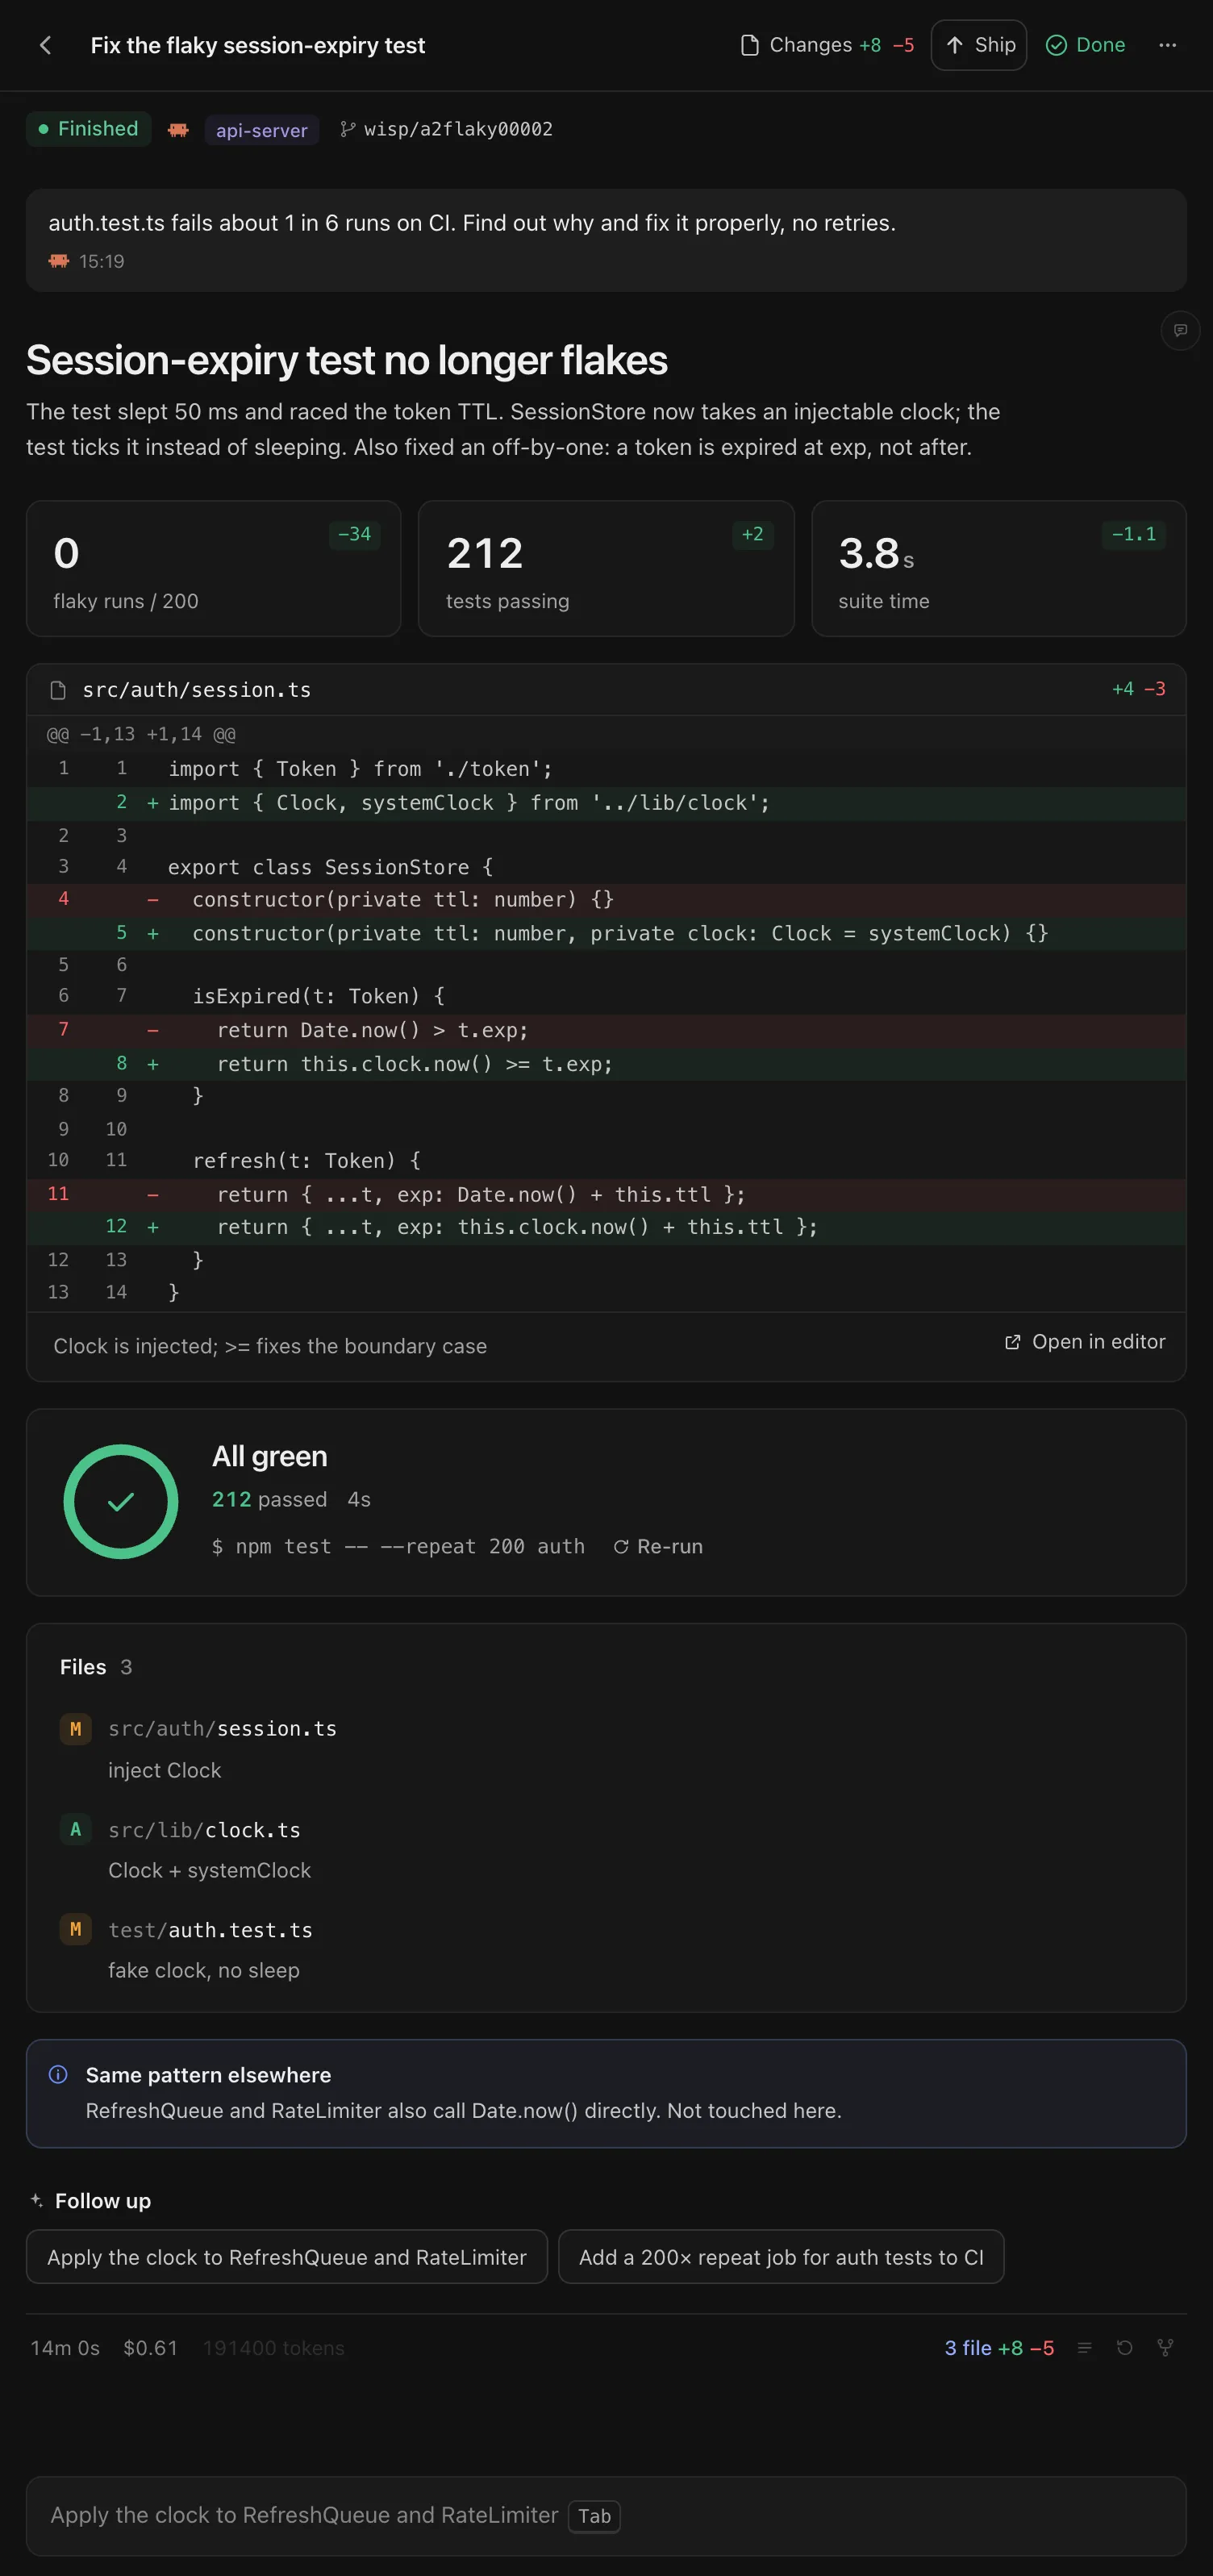 Fix the flaky session-expiry test
Changes +8 −5
Ship
Done
Finished
api-server
wisp/a2flaky00002
auth.test.ts fails about 1 in 6 runs on CI. Find out why and fix it properly, no retries.
15:19
Session-expiry test no longer flakes
The test slept 50 ms and raced the token TTL. SessionStore now takes an injectable clock; the
test ticks it instead of sleeping. Also fixed an off-by-one: a token is expired at exp, not after.
0
−34
flaky runs / 200
212
+2
tests passing
3.8s
−1.1
suite time
src/auth/session.ts
+4 −3
@@ −1,13 +1,14 @@
1 1 import { Token } from './token';
2 + import { Clock, systemClock } from '../lib/clock';
2 3
3 4 export class SessionStore {
4 − constructor(private ttl: number) {}
5 + constructor(private ttl: number, private clock: Clock = systemClock) {}
5 6
6 7 isExpired(t: Token) {
7 − return Date.now() > t.exp;
8 + return this.clock.now() >= t.exp;
8 9 }
9 10
10 11 refresh(t: Token) {
11 − return { ...t, exp: Date.now() + this.ttl };
12 + return { ...t, exp: this.clock.now() + this.ttl };
12 13 }
13 14 }
Clock is injected; >= fixes the boundary case
Open in editor
All green
212 passed 4s
$ npm test −− −−repeat 200 auth
Re-run
Files 3
M src/auth/session.ts
inject Clock
A src/lib/clock.ts
Clock + systemClock
M test/auth.test.ts
fake clock, no sleep
Same pattern elsewhere
RefreshQueue and RateLimiter also call Date.now() directly. Not touched here.
Follow up
Apply the clock to RefreshQueue and RateLimiter
Add a 200× repeat job for auth tests to CI
14m 0s $0.61 191400 tokens
3 file +8 −5
Apply the clock to RefreshQueue and RateLimiter Tab